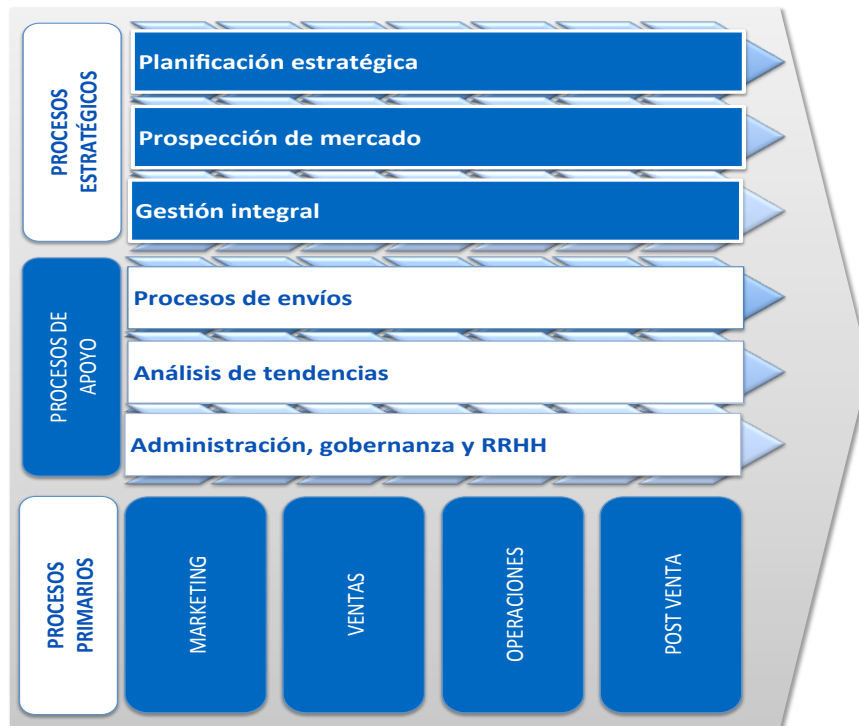 PROCESOS
ESTRATÉGICOS
Planificación estratégica
Prospección de mercado
Gestión integral
PROCESOS DE
APOYO
Procesos de envíos
Análisis de tendencias
Administración, gobernanza y RRHH
PROCESOS
PRIMARIOS
MARKETING
VENTAS
OPERACIONES
POST VENTA